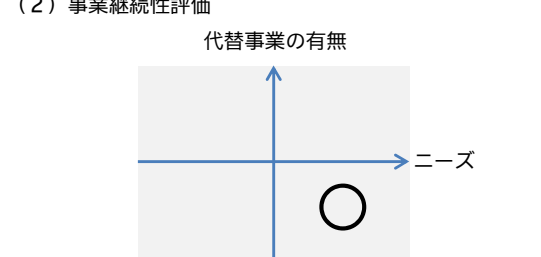 （２）事業継続性評価
代替事業の有無
ニーズ